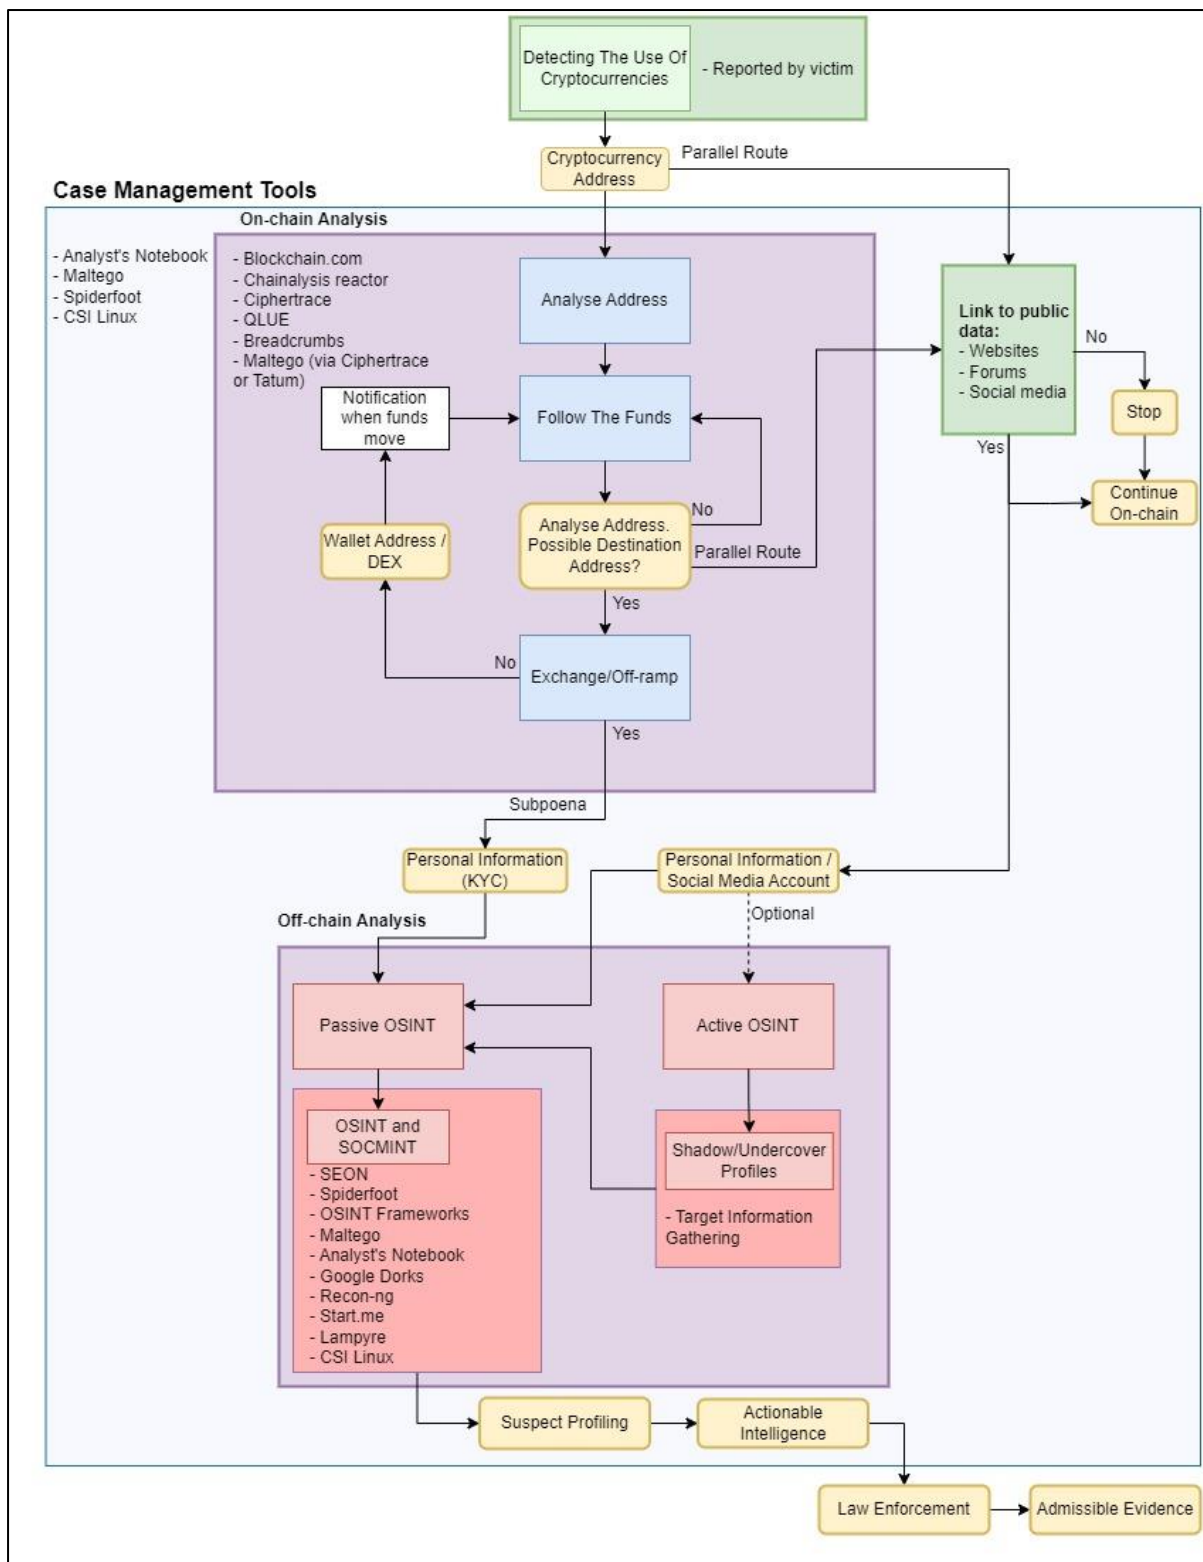 Detecting The Use Of
Cryptocurrencies
- Reported by victim
Cryptocurrency
Address
Parallel Route
Case Management Tools
- Analyst's Notebook
- Maltego
- Spiderfoot
- CSI Linux
On-chain Analysis
- Blockchain.com
- Chainalysis reactor
- Ciphertrace
- QLUE
- Breadcrumbs
- Maltego (via Ciphertrace
or Tatum)
Analyse Address
Link to public
data:
- Websites
- Forums
- Social media
No
Stop
Yes
Continue
On-chain
Notification
when funds
move
Follow The Funds
No
Analyse Address.
Possible Destination
Address?
Parallel Route
Wallet Address /
DEX
Yes
No
Exchange/Off-ramp
Yes
Subpoena
Personal Information
(KYC)
Personal Information /
Social Media Account
Optional
Off-chain Analysis
Passive OSINT
Active OSINT
OSINT and
SOCMINT
- SEON
- Spiderfoot
- OSINT Frameworks
- Maltego
- Analyst's Notebook
- Google Dorks
- Recon-ng
- Start.me
- Lampyre
- CSI Linux
Shadow/Undercover
Profiles
- Target Information
Gathering
Suspect Profiling
Actionable
Intelligence
Law Enforcement
Admissible Evidence